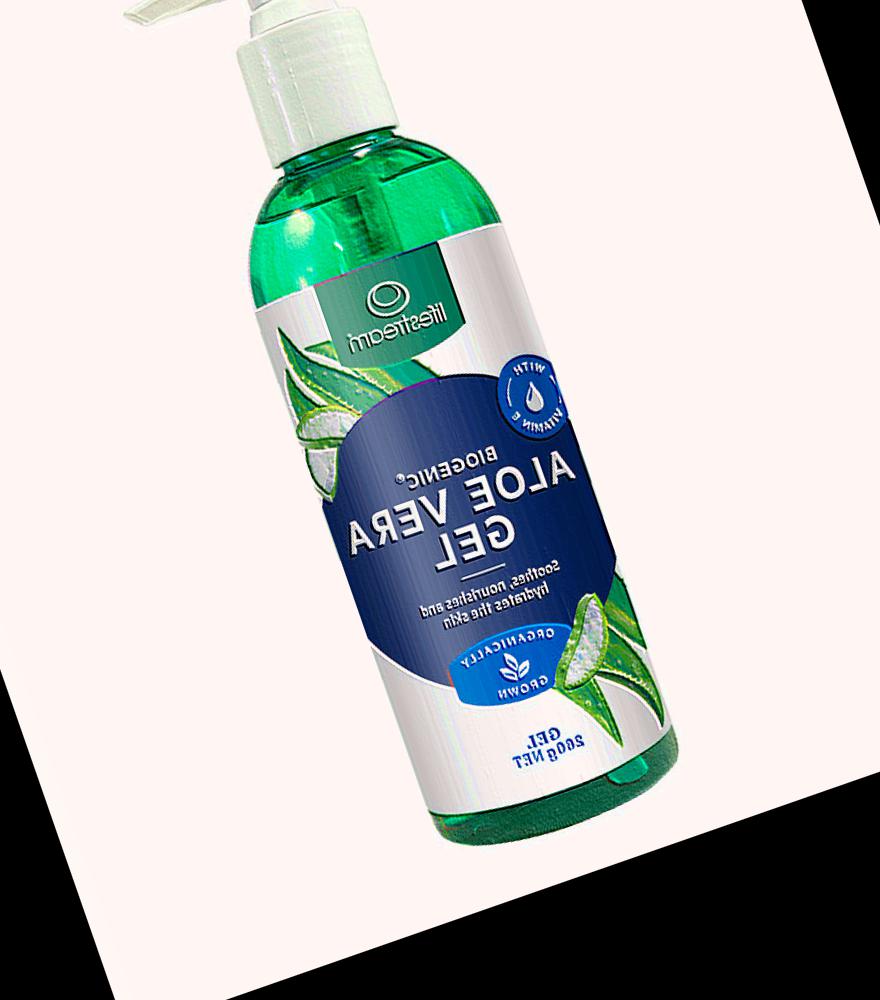 lifestream
WITH
VITAMIN E
BIOGENIC®
ALOE VERA
GEL
Soothes, nourishes and
hydrates the skin
ORGANICALLY
GROWN
GEL
200g NET